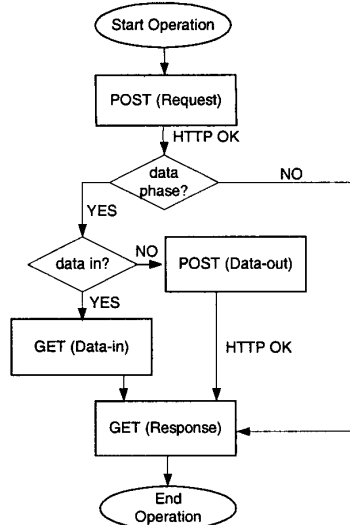 Start Operation
POST (Request)
HTTP OK
data
phase?
NO
YES
data in?
NO
POST (Data-out)
YES
GET (Data-in)
HTTP OK
GET (Response)
End
Operation